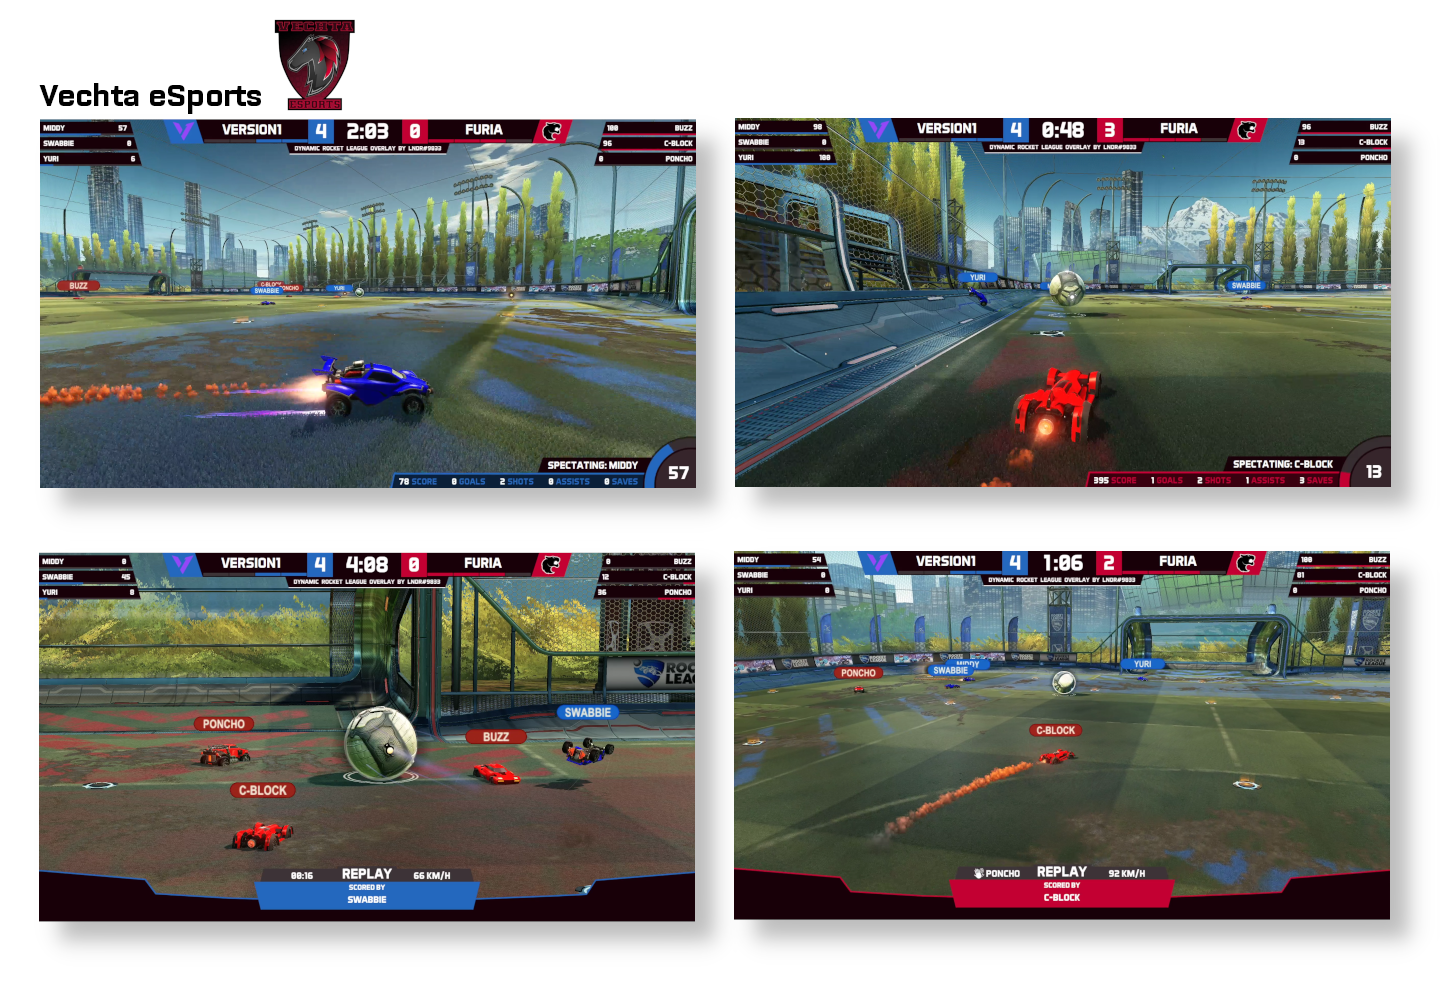 VECHTA
ESPORTS
Vechta eSports
MIDDY 57
SWABBIE 0
YURI 6
VERSION1 4 2:03 0 FURIA
DYNAMIC ROCKET LEAGUE OVERLAY BY LNDR#9833
100 BUZZ
96 C-BLOCK
0 PONCHO
BUZZ
C-BLOCK
PONCHO
SWABBIE
YURI
SPECTATING: MIDDY
78 SCORE 0 GOALS 2 SHOTS 0 ASSISTS 0 SAVES
57
MIDDY 90
SWABBIE 0
YURI 100
VERSION1 4 0:48 3 FURIA
DYNAMIC ROCKET LEAGUE OVERLAY BY LNDR#9833
96 BUZZ
13 C-BLOCK
0 PONCHO
YURI
SWABBIE
SPECTATING: C-BLOCK
395 SCORE 1 GOALS 2 SHOTS 1 ASSISTS 3 SAVES
13
MIDDY 0
SWABBIE 45
YURI 0
VERSION1 4 4:08 0 FURIA
DYNAMIC ROCKET LEAGUE OVERLAY BY LNDR#9833
0 BUZZ
12 C-BLOCK
36 PONCHO
SWABBIE
PONCHO
BUZZ
C-BLOCK
00:16 REPLAY 66 KM/H
SCORED BY
SWABBIE
MIDDY 54
SWABBIE 0
YURI 0
VERSION1 4 1:06 2 FURIA
DYNAMIC ROCKET LEAGUE OVERLAY BY LNDR#9833
100 BUZZ
81 C-BLOCK
0 PONCHO
MIDDY
YURI
PONCHO
SWABBIE
C-BLOCK
PONCHO REPLAY 92 KM/H
SCORED BY
C-BLOCK